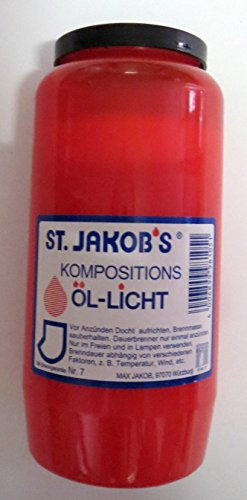 ST. JAKOB'S ®
KOMPOSITIONS
ÖL-LICHT
Vor Anzünden Docht aufrichten, Brennmasse
sauberhalten. Dauerbrenner nur einmal anzünden
Nur im Freien und in Lampen verwenden,
Brenndauer abhängig von verschiedenen
Faktoren, z. B. Temperatur, Wind, etc.
Nr. 7
MAX JAKOB, 97070 Würzburg